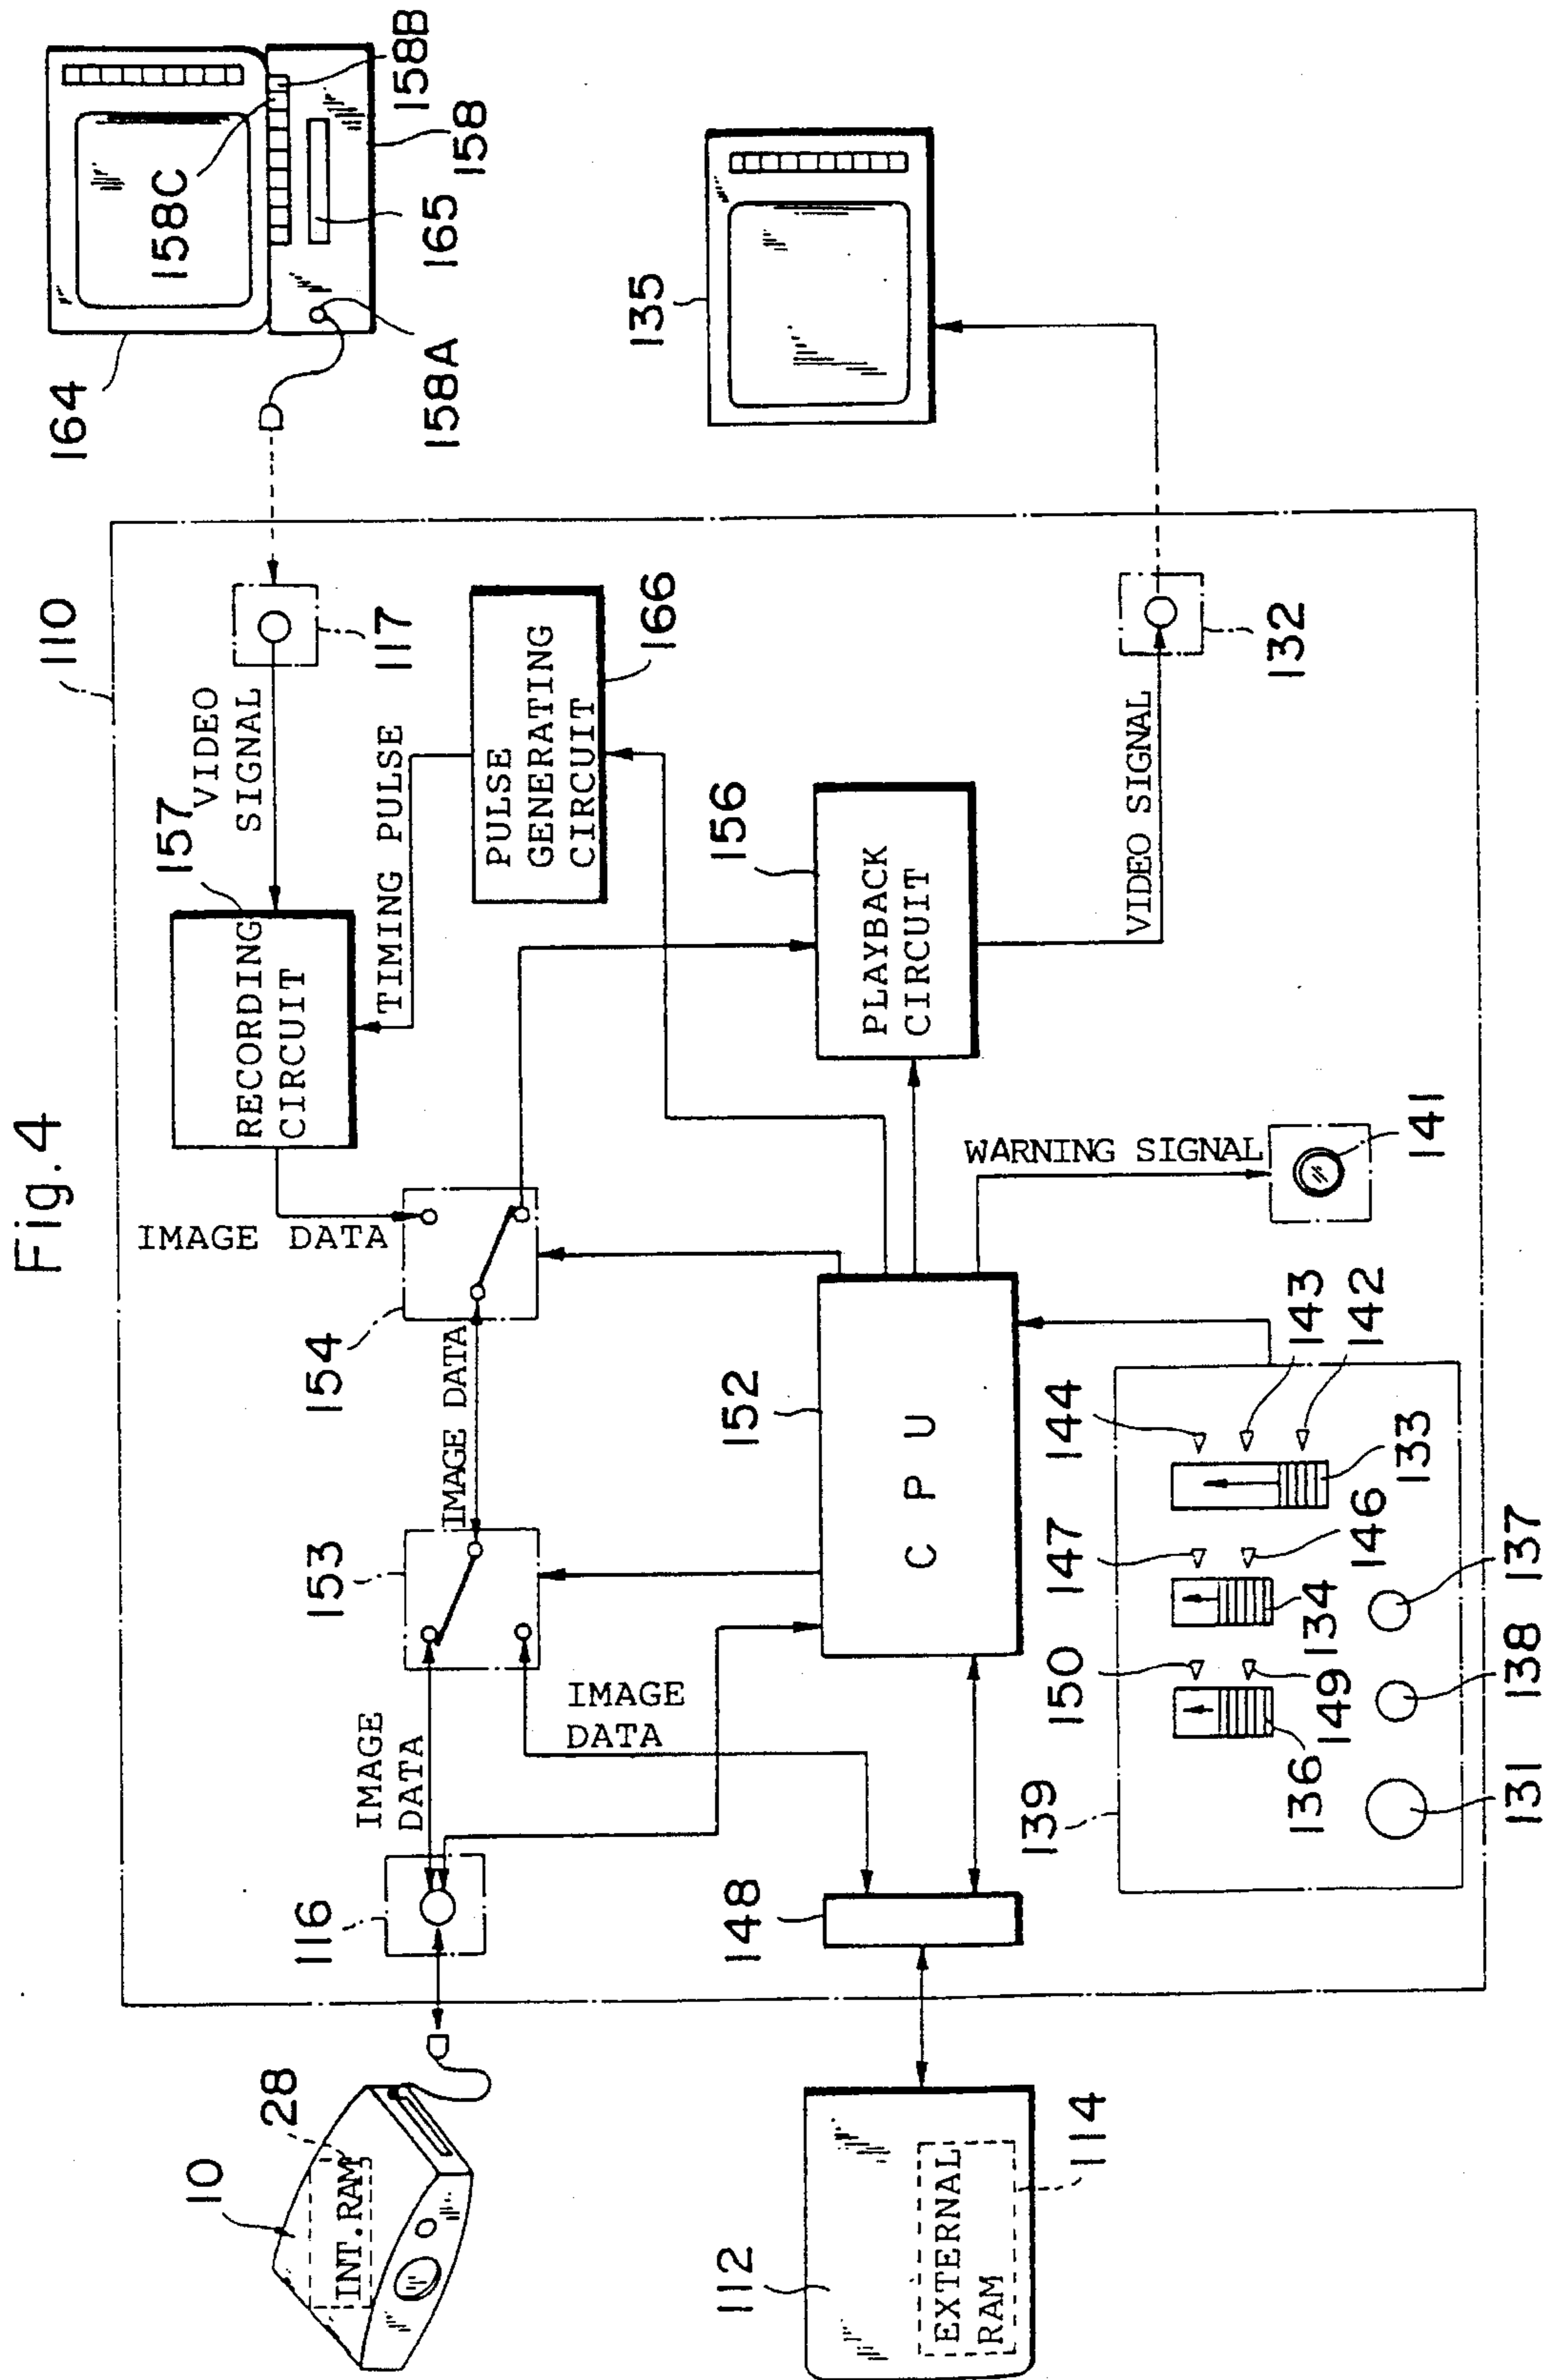 Fig.4
10
28
INT.RAM
112
EXTERNAL
RAM
114
110
116
IMAGE
DATA
153
IMAGE DATA
154
IMAGE DATA
RECORDING
CIRCUIT
157
VIDEO
SIGNAL
117
TIMING PULSE
PULSE
GENERATING
CIRCUIT
166
IMAGE
DATA
148
152
C P U
156
PLAYBACK
CIRCUIT
VIDEO SIGNAL
132
WARNING SIGNAL
141
139
150
147
144
143
142
149
146
136
134
133
131
138
137
164
158C
158A
165
158
158B
135